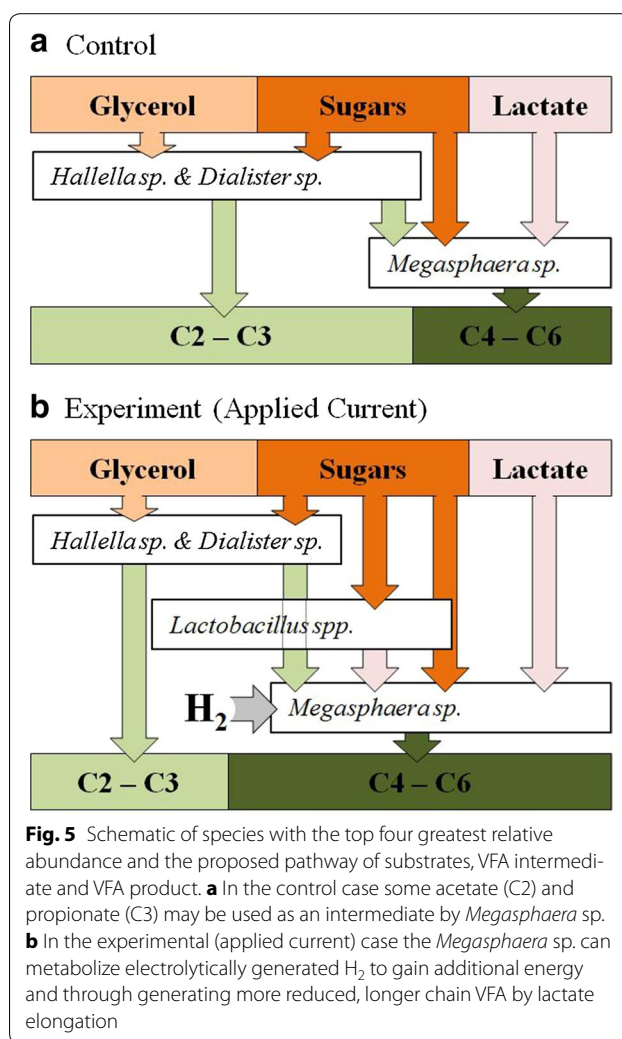 a Control
Glycerol Sugars Lactate
Hallella sp. & Dialister sp.
Megasphaera sp.
C2 – C3 C4 – C6
b Experiment (Applied Current)
Glycerol Sugars Lactate
Hallella sp. & Dialister sp.
Lactobacillus spp.
H₂ Megasphaera sp.
C2 – C3 C4 – C6
Fig. 5 Schematic of species with the top four greatest relative
abundance and the proposed pathway of substrates, VFA intermedi-
ate and VFA product. a In the control case some acetate (C2) and
propionate (C3) may be used as an intermediate by Megasphaera sp.
b In the experimental (applied current) case the Megasphaera sp. can
metabolize electrolytically generated H₂ to gain additional energy
and through generating more reduced, longer chain VFA by lactate
elongation